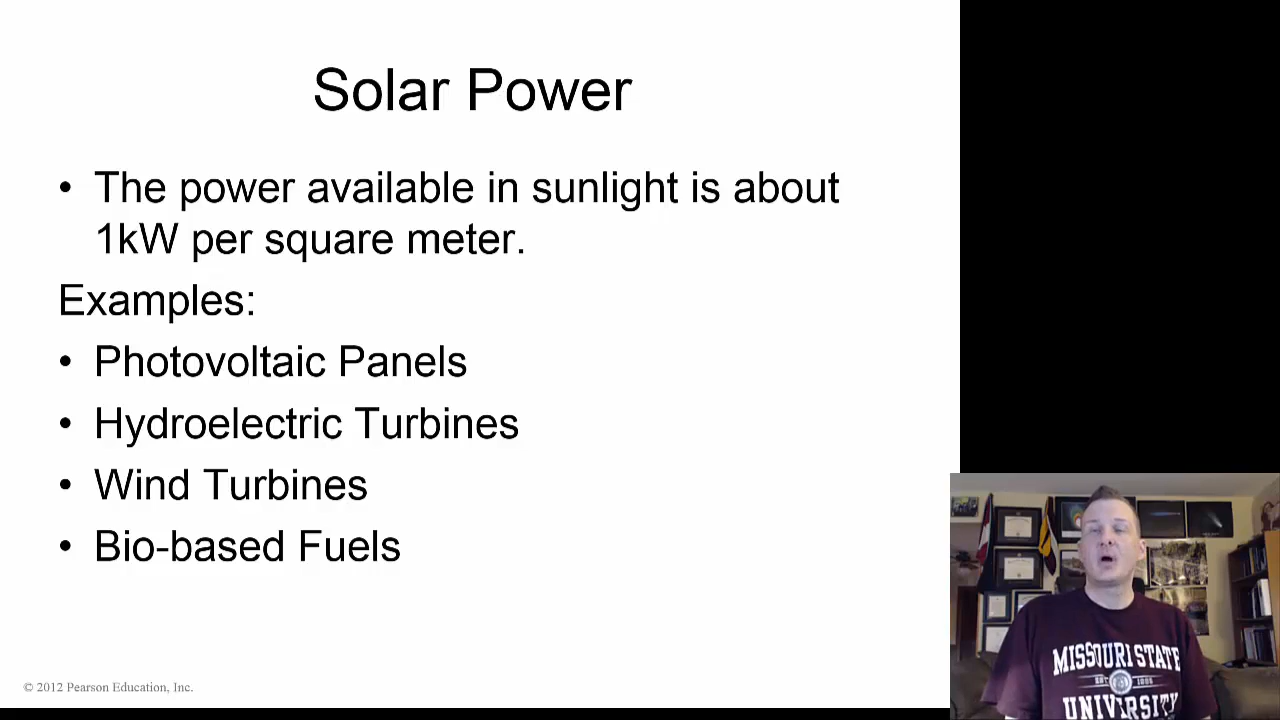 Solar Power
• The power available in sunlight is about
1kW per square meter.
Examples:
• Photovoltaic Panels
• Hydroelectric Turbines
• Wind Turbines
• Bio-based Fuels
© 2012 Pearson Education, Inc.
MISSOURI STATE
UNIVERSITY